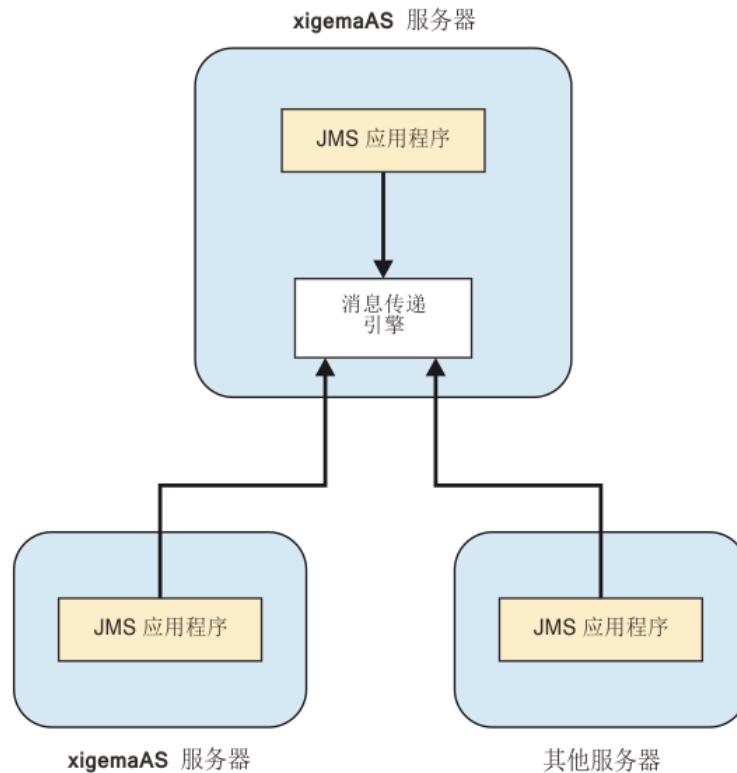 xigemaAS 服务器
JMS 应用程序
消息传递
引擎
JMS 应用程序
JMS 应用程序
xigemaAS 服务器
其他服务器